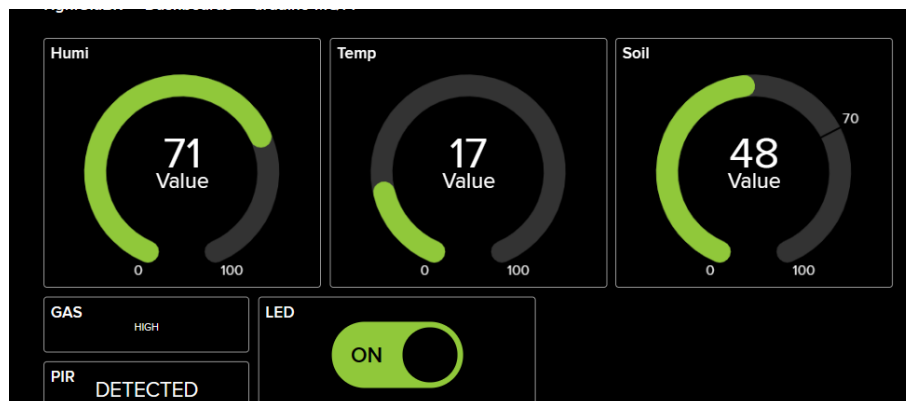 Humi
71
Value
0
100
Temp
17
Value
0
100
Soil
70
48
Value
0
100
GAS
HIGH
LED
ON
PIR
DETECTED